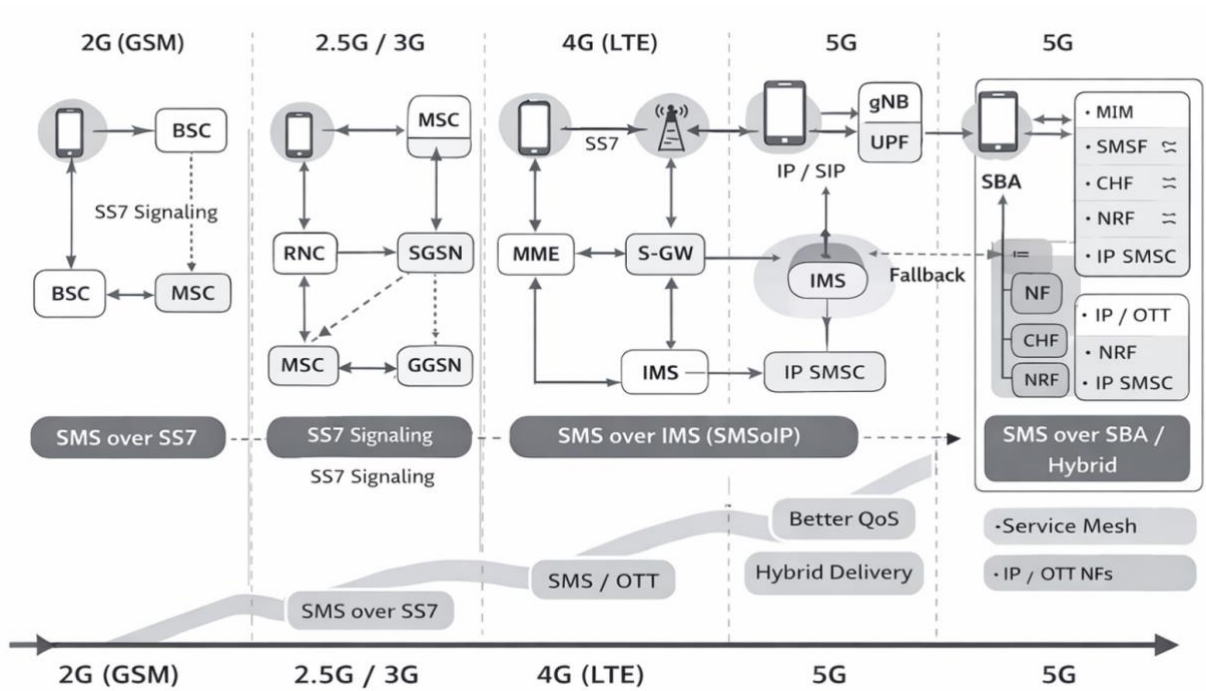 2G (GSM)
2.5G / 3G
4G (LTE)
5G
5G
BSC
SS7 Signaling
BSC
MSC
MSC
RNC
SGSN
MSC
GGSN
SS7
MME
S-GW
IMS
gNB
UPF
IP / SIP
IMS
Fallback
IP SMSC
SBA
NF
CHF
NRF
· MIM
· SMSF
· CHF
· NRF
· IP SMSC
· IP / OTT
· NRF
· IP SMSC
SMS over SS7
SS7 Signaling
SS7 Signaling
SMS over IMS (SMSoIP)
SMS over SBA /
Hybrid
SMS over SS7
SMS / OTT
Better QoS
Hybrid Delivery
·Service Mesh
· IP / OTT NFs
2G (GSM)
2.5G / 3G
4G (LTE)
5G
5G